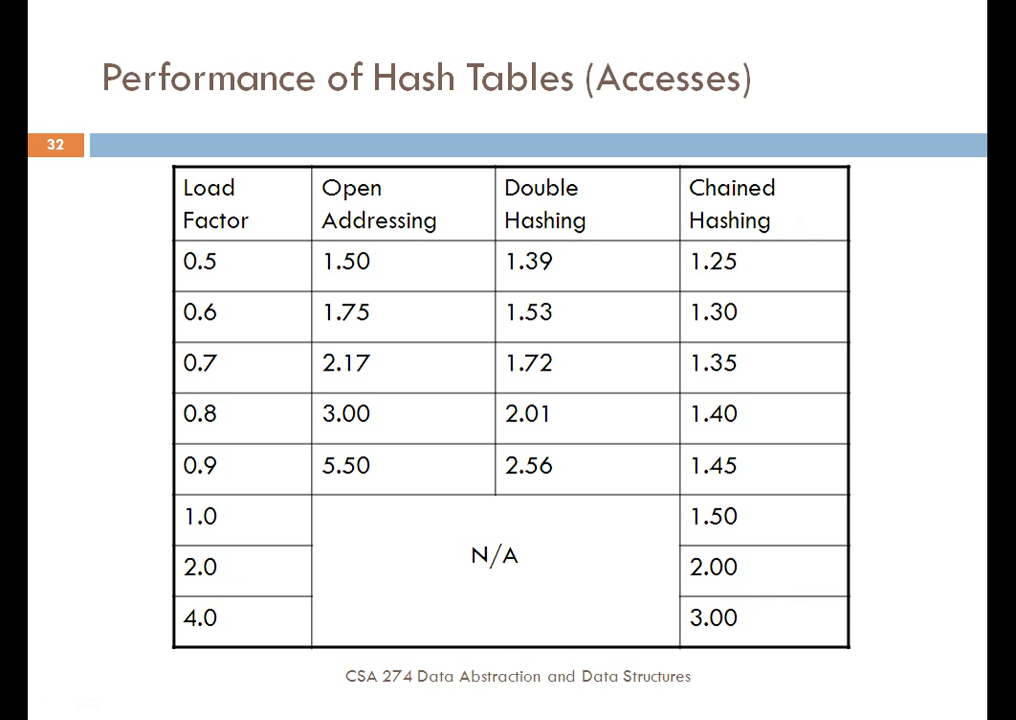 Performance of Hash Tables (Accesses)
32
Load Factor Open Addressing Double Hashing Chained Hashing
0.5 1.50 1.39 1.25
0.6 1.75 1.53 1.30
0.7 2.17 1.72 1.35
0.8 3.00 2.01 1.40
0.9 5.50 2.56 1.45
1.0 N/A 1.50
2.0 2.00
4.0 3.00
CSA 274 Data Abstraction and Data Structures